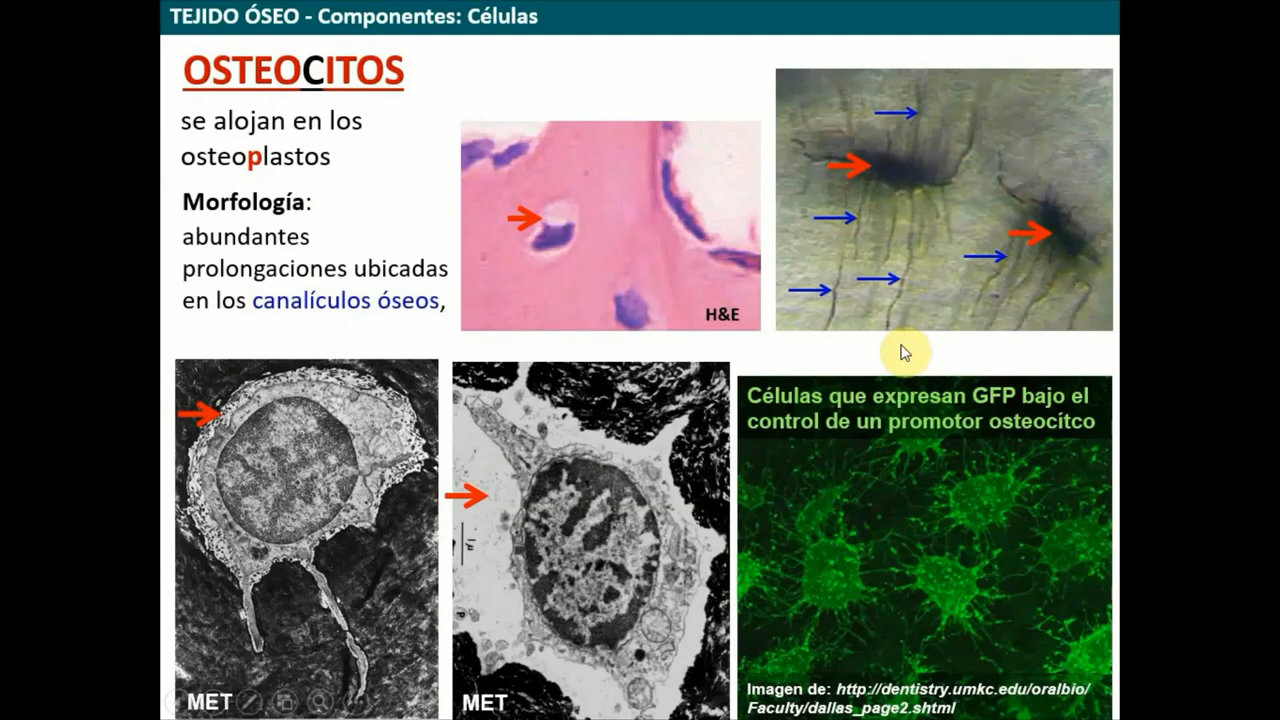 TEJIDO ÓSEO - Componentes: Células
OSTEOCITOS
se alojan en los
osteoplastos
Morfología:
abundantes
prolongaciones ubicadas
en los canalículos óseos,
H&E
MET
1μ
MET
Células que expresan GFP bajo el
control de un promotor osteocítco
Imagen de: http://dentistry.umkc.edu/oralbio/
Faculty/dallas_page2.shtml